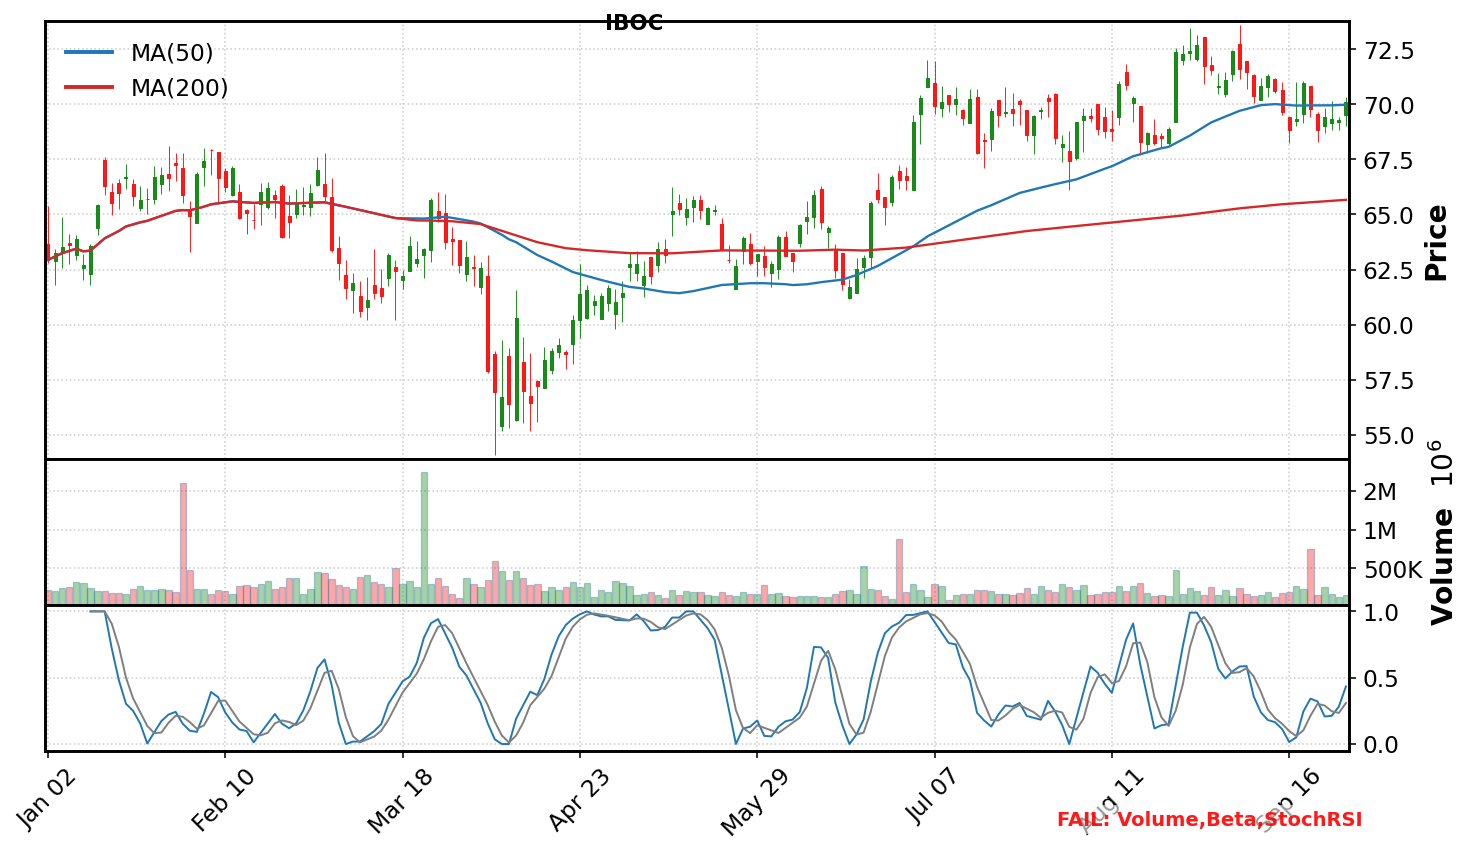 IBOC
MA(50)
MA(200)
72.5
70.0
67.5
65.0
62.5
60.0
57.5
55.0
Price
2M
1M
500K
Volume 10^6
1.0
0.5
0.0
Jan 02
Feb 10
Mar 18
Apr 23
May 29
Jul 07
Aug 11
Sep 16
FAIL: Volume,Beta,StochRSI